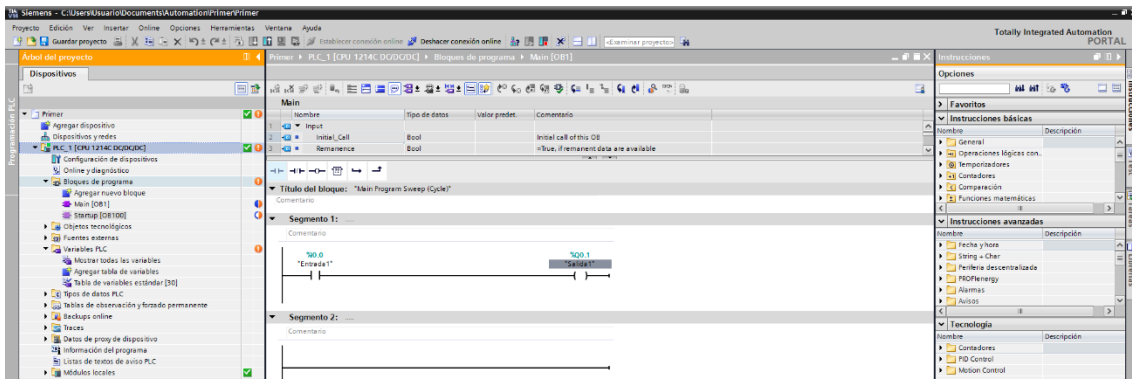 Siemens - C:\Users\Usuario\Documents\Automation\Primer\Primer
Proyecto Edición Ver Insertar Online Opciones Herramientas Ventana Ayuda
Guardar proyecto Establecer conexión online Deshacer conexión online <Examinar proyecto>
Totally Integrated Automation
PORTAL
Árbol del proyecto
Dispositivos
Programación PLC
Primer
Agregar dispositivo
Dispositivos y redes
PLC_1 [CPU 1214C DC/DC/DC]
Configuración de dispositivos
Online y diagnóstico
Bloques de programa
Agregar nuevo bloque
Main [OB1]
Startup [OB100]
Objetos tecnológicos
Fuentes externas
Variables PLC
Mostrar todas las variables
Agregar tabla de variables
Tabla de variables estándar [30]
Tipos de datos PLC
Tablas de observación y forzado permanente
Backups online
Traces
Datos de proxy de dispositivo
Información del programa
Listas de textos de aviso PLC
Módulos locales
Primer ▸ PLC_1 [CPU 1214C DC/DC/DC] ▸ Bloques de programa ▸ Main [OB1]
Main
Nombre Tipo de datos Valor predet. Comentario
1 Input
2 Initial_Call Bool Initial call of this OB
3 Remanence Bool =True, if remanent data are available
Título del bloque: "Main Program Sweep (Cycle)"
Comentario
Segmento 1: ....
Comentario
%I0.0
"Entrada1"
%Q0.1
"Salida1"
Segmento 2: ....
Comentario
Instrucciones
Opciones
Favoritos
Instrucciones básicas
Nombre Descripción
General
Operaciones lógicas con..
Temporizadores
Contadores
Comparación
Funciones matemáticas
Instrucciones avanzadas
Nombre Descripción
Fecha y hora
String + Char
Periferia descentralizada
PROFIenergy
Alarmas
Avisos
Tecnología
Nombre Descripción
Contadores
PID Control
Motion Control